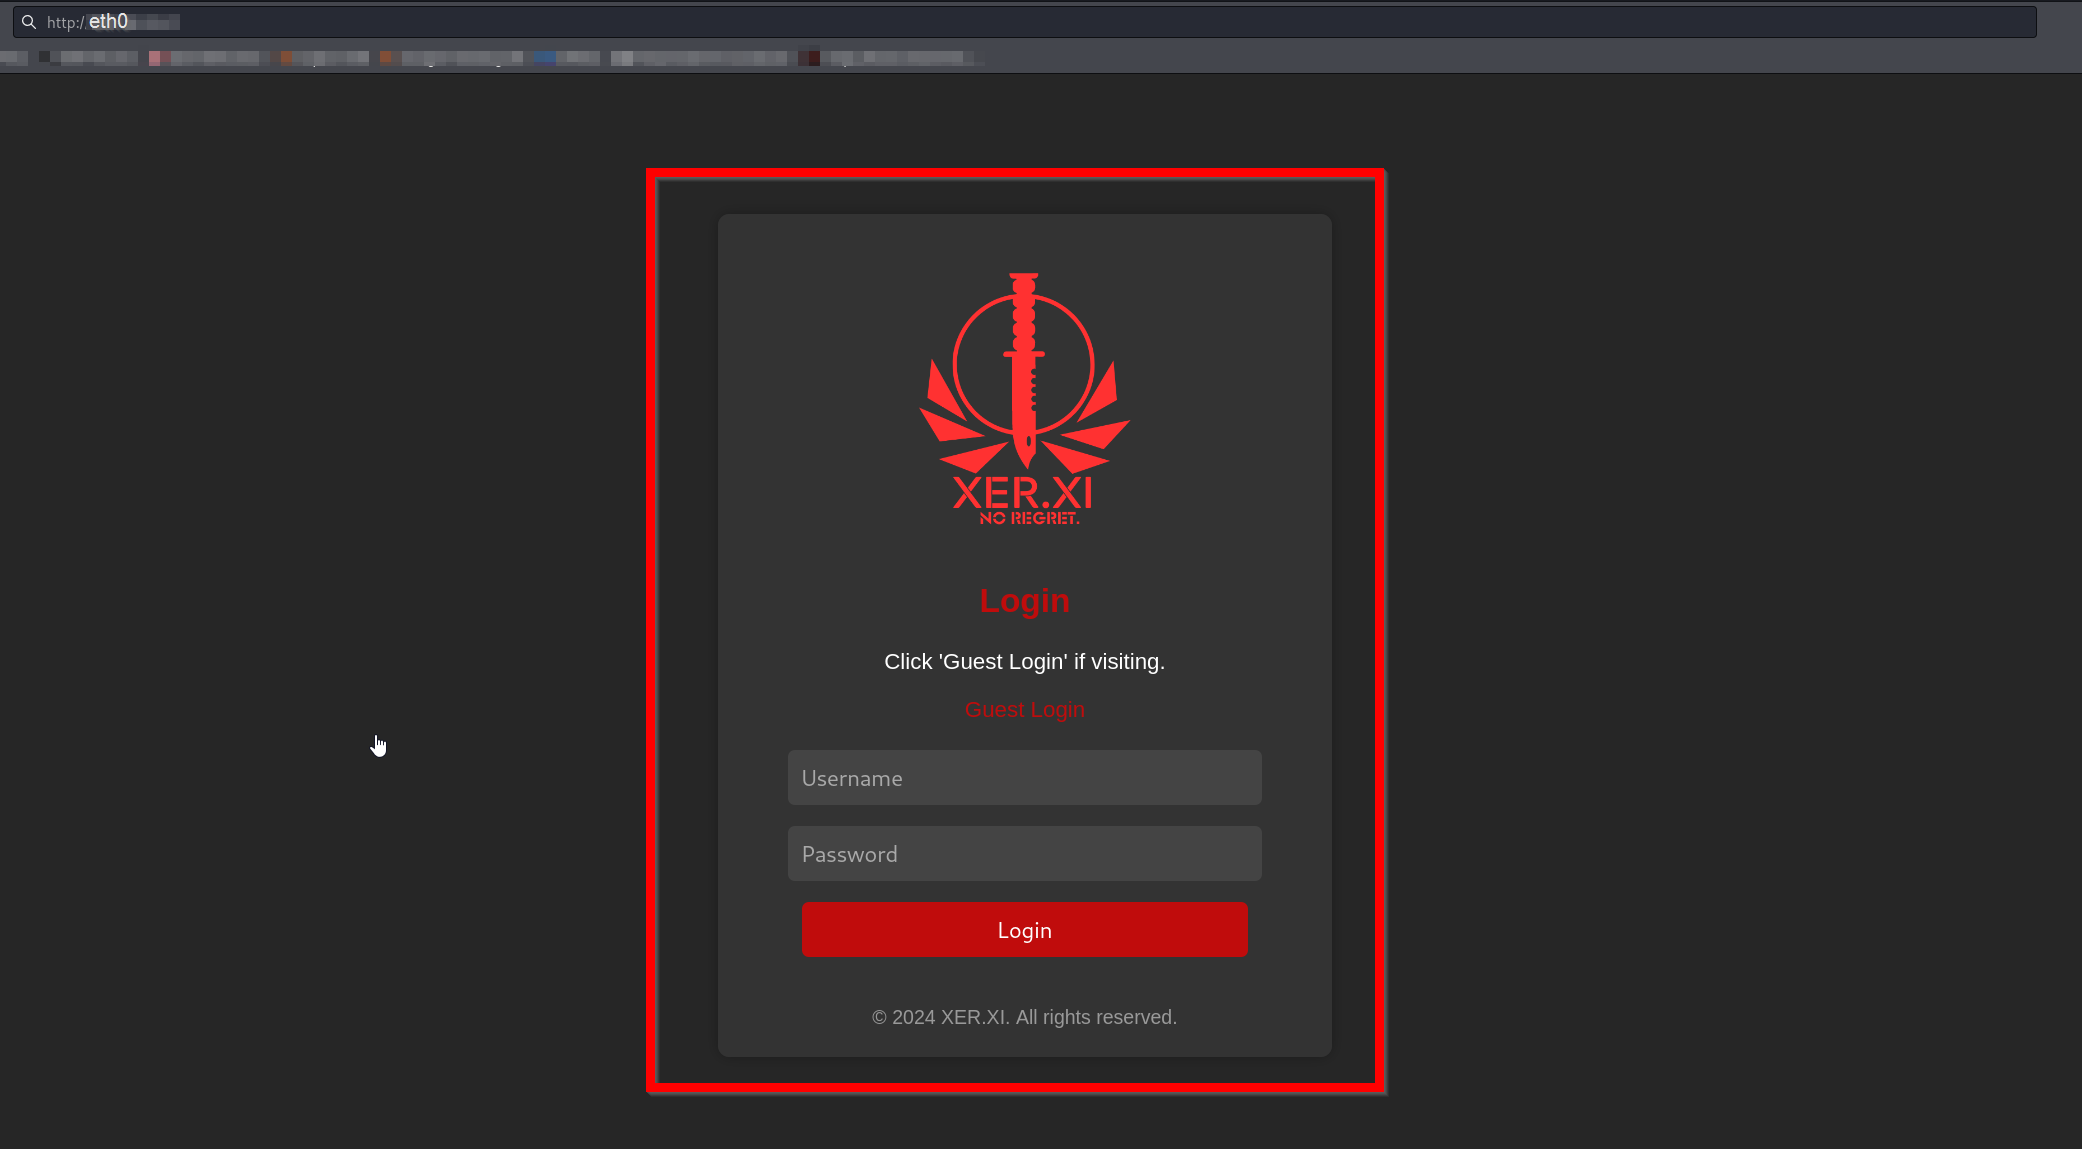 http:/ eth0
XER.XI
NO REGRET.
Login
Click 'Guest Login' if visiting.
Guest Login
Username
Password
Login
© 2024 XER.XI. All rights reserved.